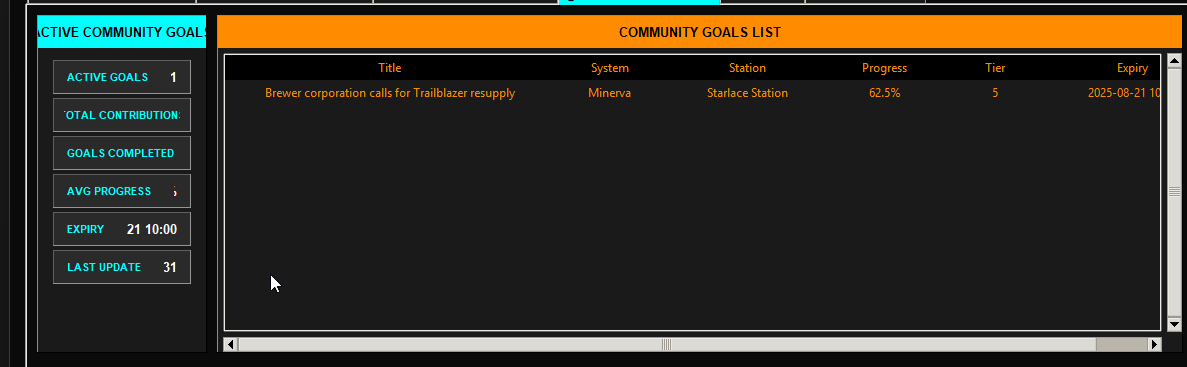 ACTIVE COMMUNITY GOALS
ACTIVE GOALS 1
OTAL CONTRIBUTION
GOALS COMPLETED
AVG PROGRESS
EXPIRY 21 10:00
LAST UPDATE 31
COMMUNITY GOALS LIST
Title System Station Progress Tier Expiry
Brewer corporation calls for Trailblazer resupply Minerva Starlace Station 62.5% 5 2025-08-21 10